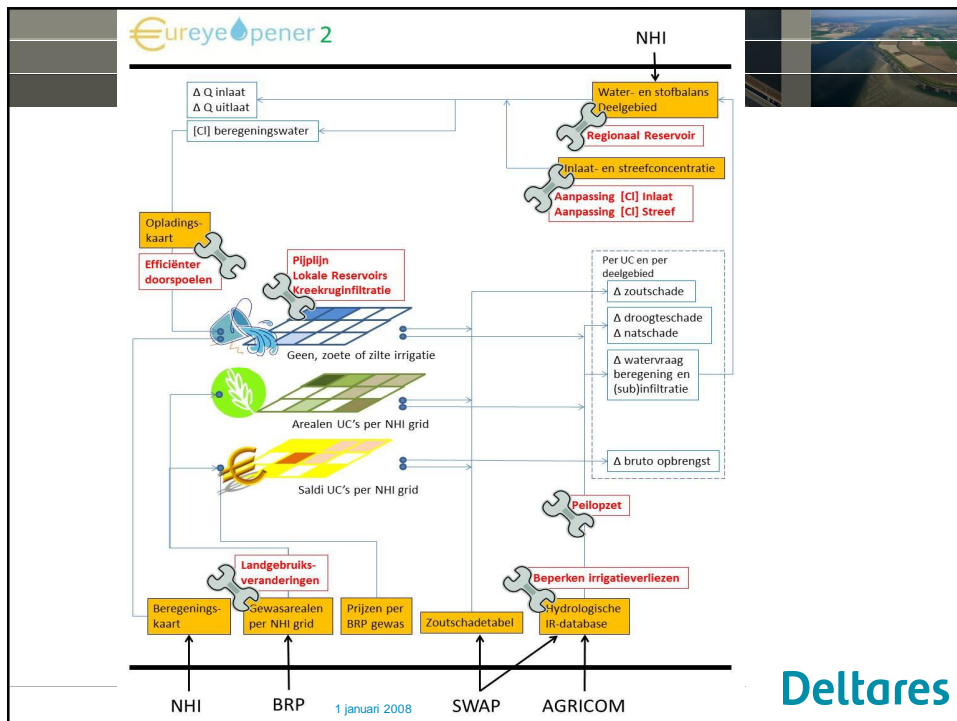 €ureye pener 2
NHI
Δ Q inlaat
Δ Q uitlaat
[Cl] beregeningswater
Water- en stofbalans
Deelgebied
Regionaal Reservoir
Inlaat- en streefconcentratie
Aanpassing [Cl] Inlaat
Aanpassing [Cl] Streef
Opladings-
kaart
Efficiënter
doorspoelen
Pijplijn
Lokale Reservoirs
Kreekruginfiltratie
Per UC en per
deelgebied
Δ zoutschade
Δ droogteschade
Δ natschade
Geen, zoete of zilte irrigatie
Δ watervraag
beregening en
(sub)infiltratie
Arealen UC's per NHI grid
Δ bruto opbrengst
Saldi UC's per NHI grid
Peilopzet
Landgebruiks-
veranderingen
Beperken irrigatieverliezen
Beregenings-
kaart
Gewasarealen
per NHI grid
Prijzen per
BRP gewas
Zoutschadetabel
Hydrologische
IR-database
NHI
BRP
1 januari 2008
SWAP
AGRICOM
Deltares